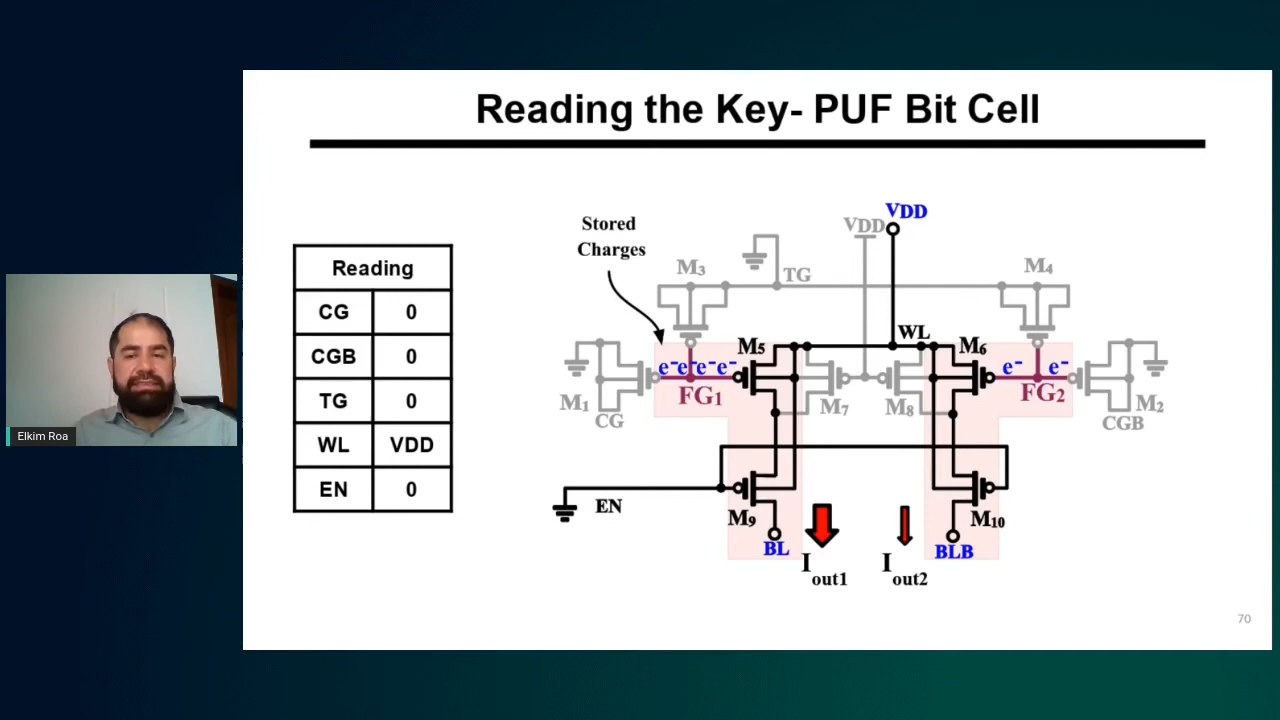 Reading the Key- PUF Bit Cell
Reading
CG 0
CGB 0
TG 0
WL VDD
EN 0
Stored
Charges
VDD
VDD
M3
TG
M4
WL
M5
M6
e- e- e- e-
e- e-
FG1
FG2
M1
CG
M7
M8
M2
CGB
EN
M9
M10
BL
BLB
Iout1
Iout2
Elkim Roa
70